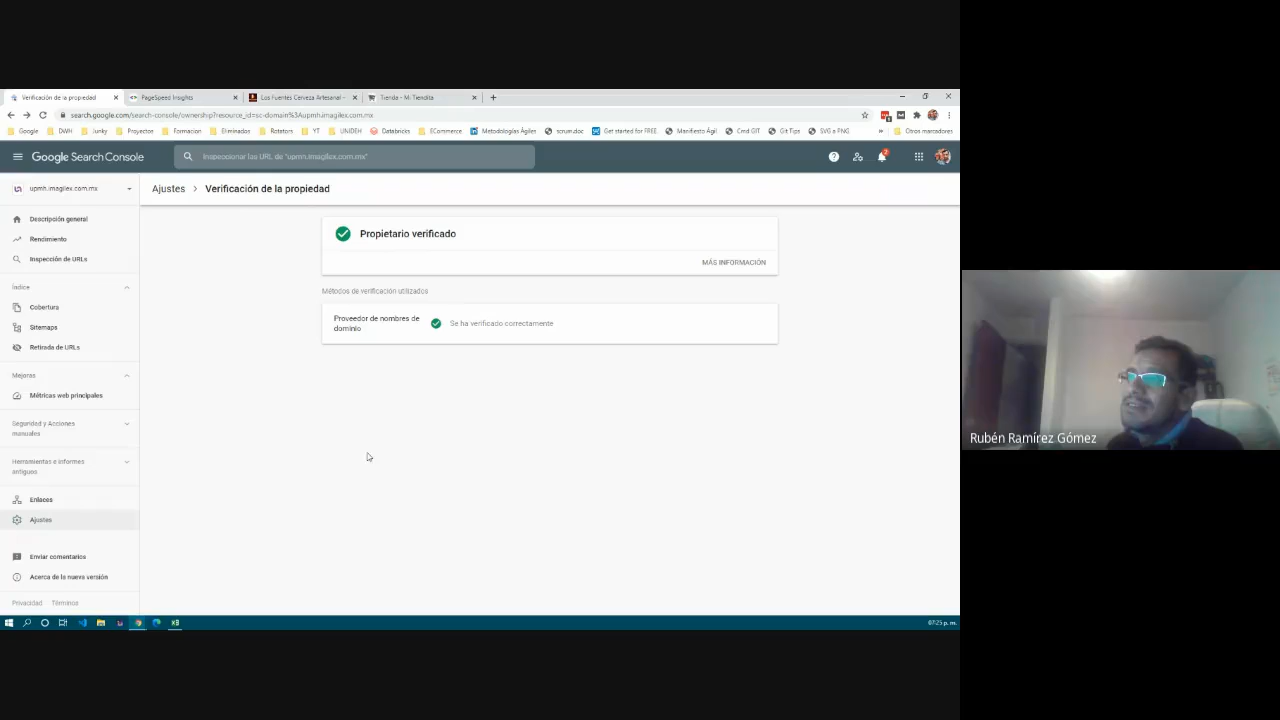 Verificación de la propiedad
PageSpeed Insights
Los Fuentes Cerveza Artesanal -
Tienda - Mi Tiendita
search.google.com/search-console/ownership?resource_id=sc-domain%3Aupmh.imagilex.com.mx
Google
DWH
Junky
Proyectos
Formacion
Eliminados
Rotators
YT
UNIDEH
Databricks
ECommerce
Metodologías Ágiles
scrum.doc
Get started for FREE
Manifiesto Ágil
Cmd GIT
Git Tips
SVG a PNG
»
Otros marcadores
Google Search Console
Inspeccionar las URL de "upmh.imagilex.com.mx"
2
upmh.imagilex.com.mx
Ajustes > Verificación de la propiedad
Descripción general
Rendimiento
Inspección de URLs
Índice
Cobertura
Sitemaps
Retirada de URLs
Mejoras
Métricas web principales
Seguridad y Acciones
manuales
Herramientas e informes
antiguos
Enlaces
Ajustes
Enviar comentarios
Acerca de la nueva versión
Privacidad Términos
Propietario verificado
MÁS INFORMACIÓN
Métodos de verificación utilizados
Proveedor de nombres de
dominio
Se ha verificado correctamente
07:25 p. m.
Rubén Ramírez Gómez